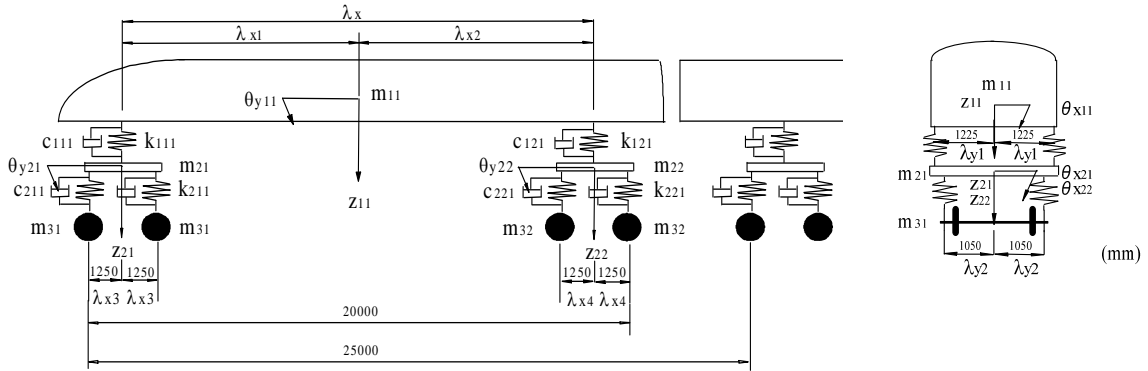 λx
λx1 λx2
m11
θy11
c111 k111 c121 k121
θy21 m21 θy22 m22
c211 k211 c221 k221
z11
m31 m31 m32 m32
z21 z22
1250 1250 1250 1250
λx3 λx3 λx4 λx4
20000
25000
m11
z11 θx11
1225 1225
λy1 λy1
m21 z21 θx21
z22 θx22
m31
1050 1050
λy2 λy2
(mm)